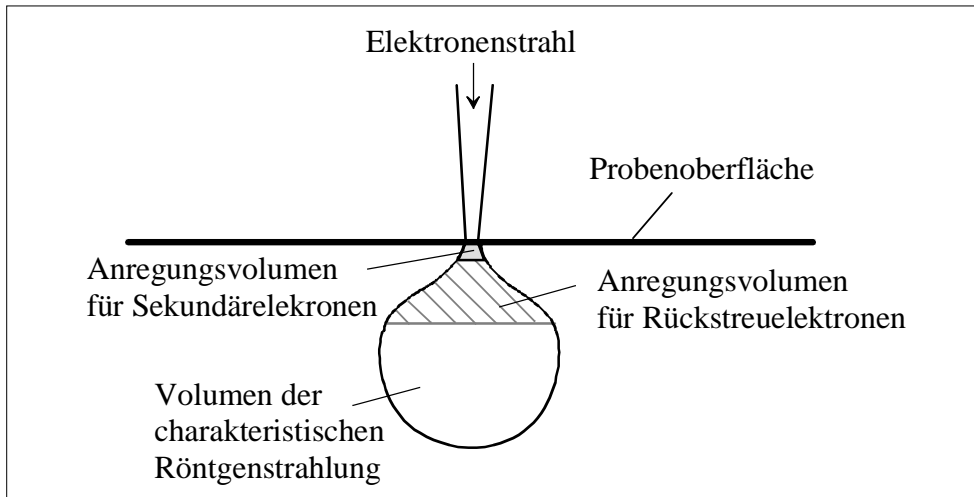 Elektronenstrahl
Probenoberfläche
Anregungsvolumen
für Sekundärelekronen
Anregungsvolumen
für Rückstreuelektronen
Volumen der
charakteristischen
Röntgenstrahlung